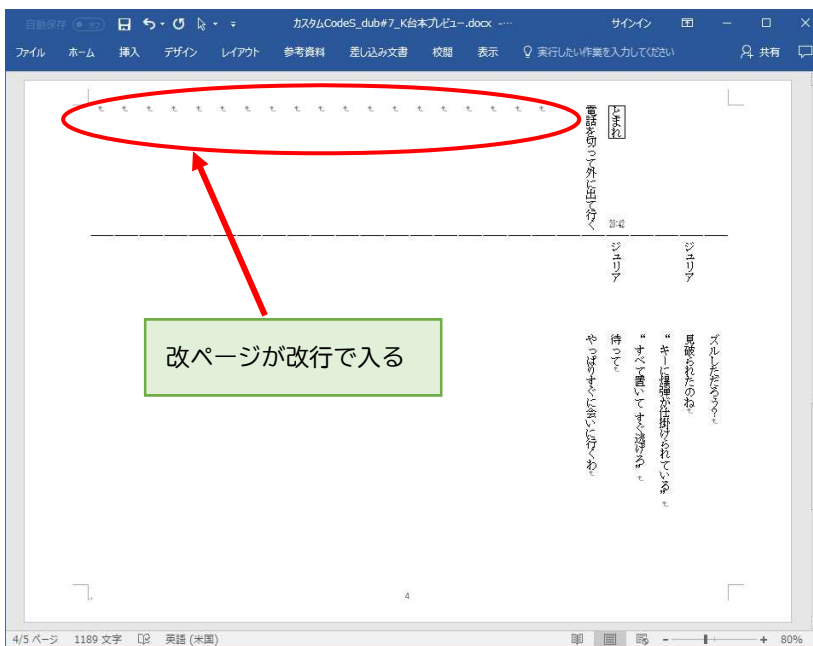 自動保存 カスタムCodeS_dub#7_K台本プレビュー.docx -… サインイン
ファイル ホーム 挿入 デザイン レイアウト 参考資料 差し込み文書 校閲 表示 実行したい作業を入力してください 共有
ズルしただろう?
ジュリア 見破られたのね
“キーに爆弾が仕掛けられている”
“すべて置いて すぐ逃げろ”
とまれ 20:42 ジュリア 待って
電話を切って外に出て行く やっぱりすぐに会いに行くわ
改ページが改行で入る
4
4/5 ページ 1189 文字 英語 (米国) 80%